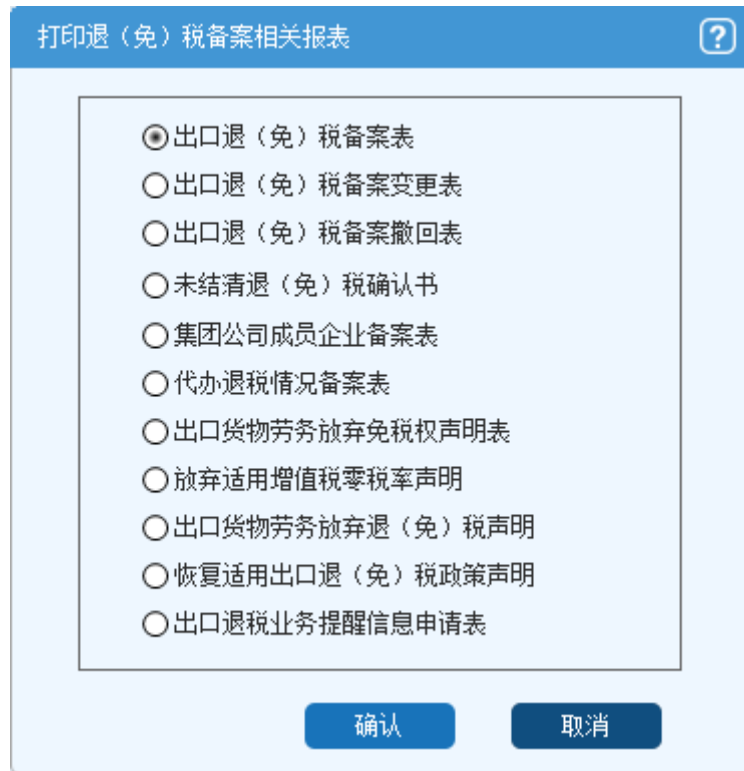 打印退（免）税备案相关报表
?
出口退（免）税备案表
出口退（免）税备案变更表
出口退（免）税备案撤回表
未结清退（免）税确认书
集团公司成员企业备案表
代办退税情况备案表
出口货物劳务放弃免税权声明表
放弃适用增值税零税率声明
出口货物劳务放弃退（免）税声明
恢复适用出口退（免）税政策声明
出口退税业务提醒信息申请表
确认
取消